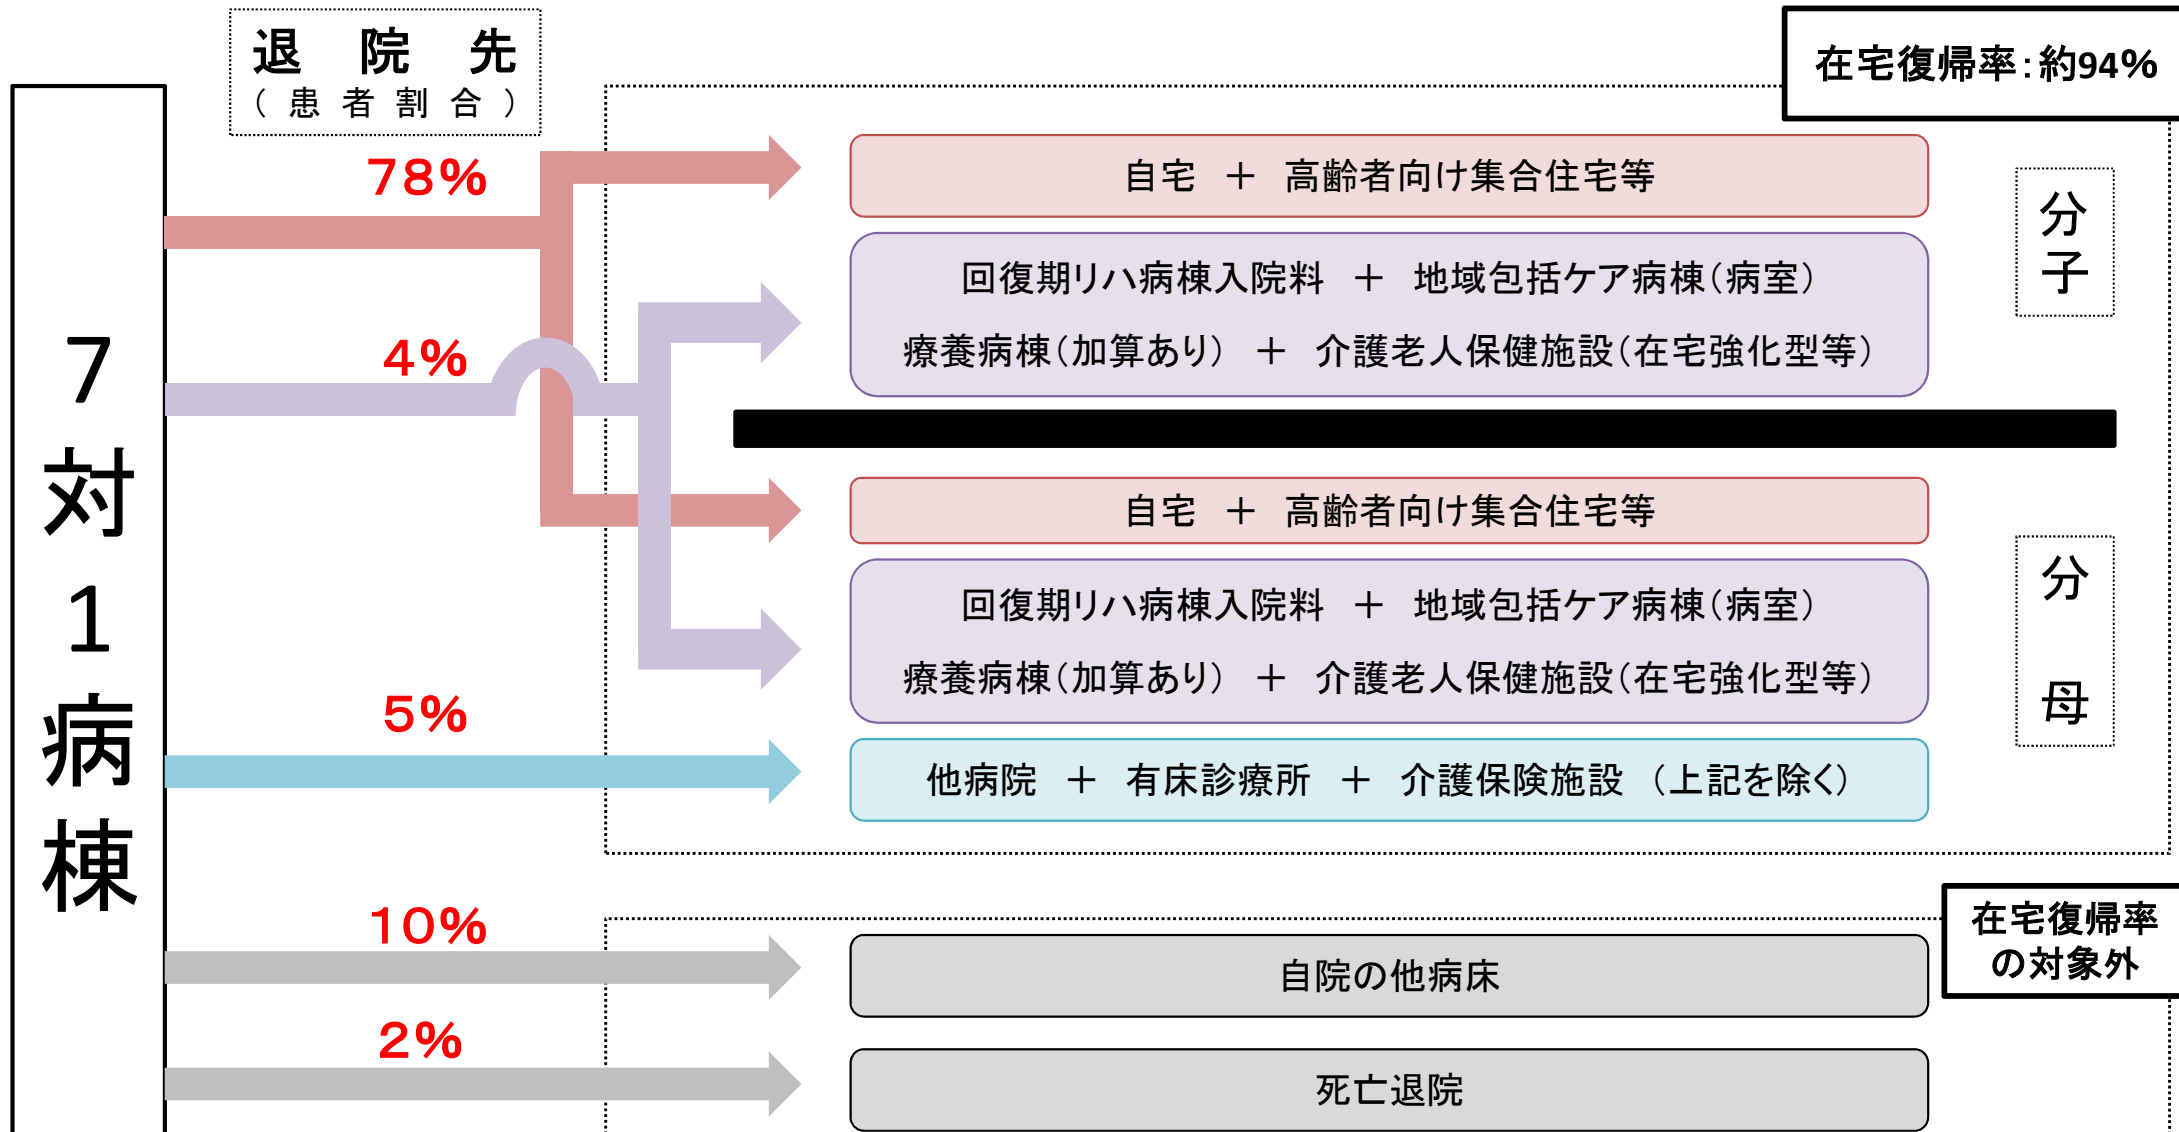 退　院　先
（ 患 者 割 合 ）
在宅復帰率：約94%
7対1病棟
78%
自宅　＋　高齢者向け集合住宅等
分子
4%
回復期リハ病棟入院料　＋　地域包括ケア病棟（病室）
療養病棟（加算あり）　＋　介護老人保健施設（在宅強化型等）
自宅　＋　高齢者向け集合住宅等
分母
回復期リハ病棟入院料　＋　地域包括ケア病棟（病室）
療養病棟（加算あり）　＋　介護老人保健施設（在宅強化型等）
5%
他病院　＋　有床診療所　＋　介護保険施設　（上記を除く）
在宅復帰率
の対象外
10%
自院の他病床
2%
死亡退院